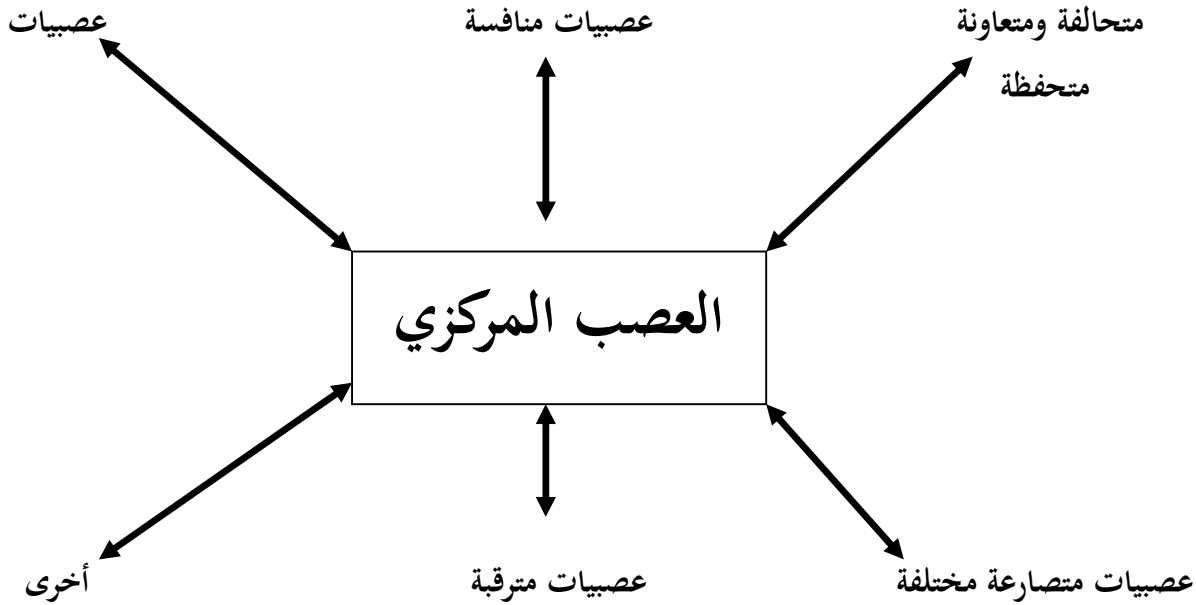 متحالفة ومتعاونة
عصبيات منافسة
عصبيات
متحفظة
العصب المركزي
عصبيات متصارعة مختلفة
عصبيات مترقبة
أخرى